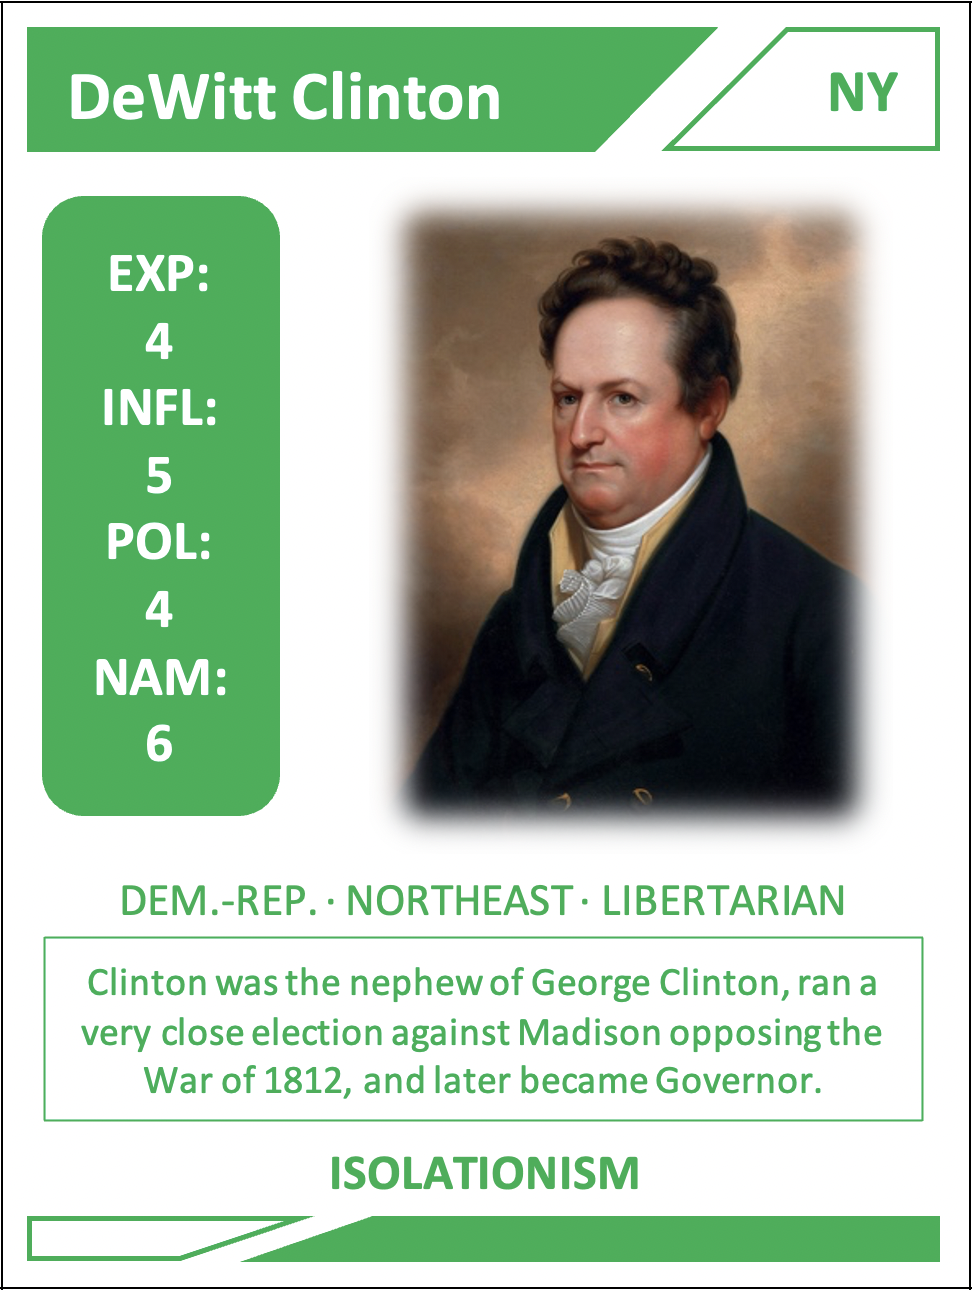 DeWitt Clinton
NY
EXP:
4
INFL:
5
POL:
4
NAM:
6
DEM.-REP. · NORTHEAST · LIBERTARIAN
Clinton was the nephew of George Clinton, ran a
very close election against Madison opposing the
War of 1812, and later became Governor.
ISOLATIONISM